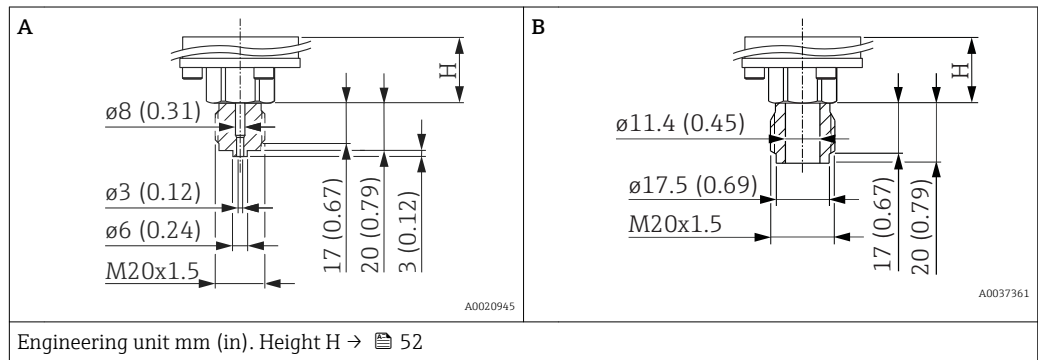 A
H
ø8 (0.31)
ø3 (0.12)
ø6 (0.24)
M20x1.5
17 (0.67)
20 (0.79)
3 (0.12)
A0020945
B
H
ø11.4 (0.45)
ø17.5 (0.69)
M20x1.5
17 (0.67)
20 (0.79)
A0037361
Engineering unit mm (in). Height H → 52